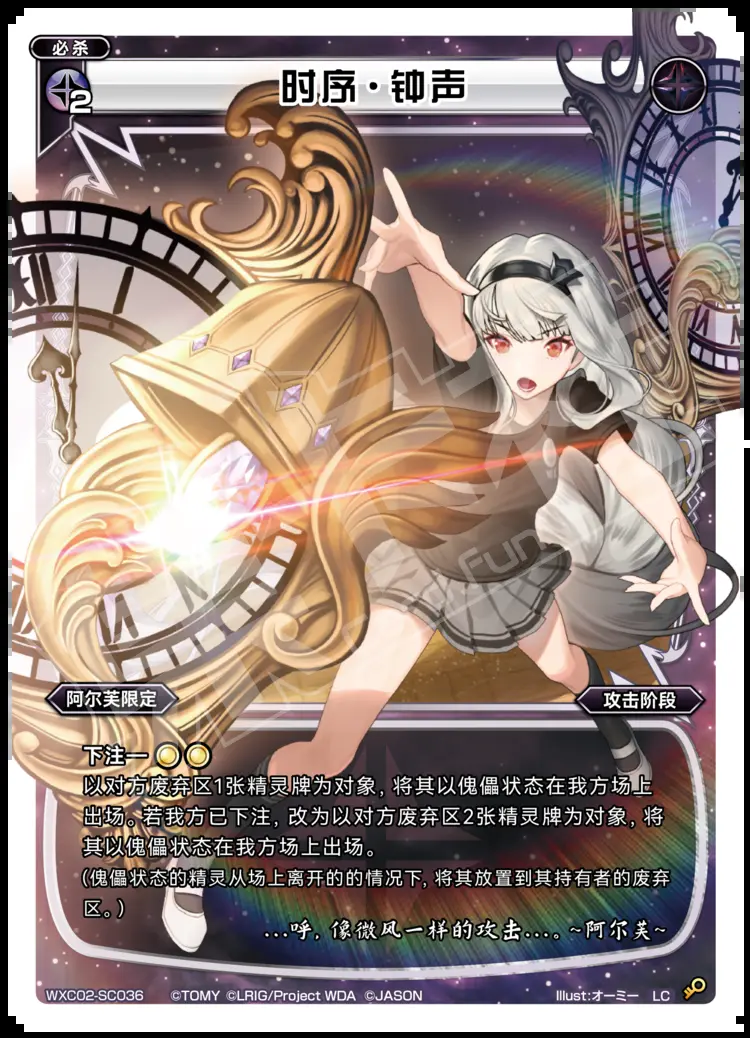 必杀
2
时序·钟声
阿尔芙限定
攻击阶段
下注—
以对方废弃区1张精灵牌为对象，将其以傀儡状态在我方场上
出场。若我方已下注，改为以对方废弃区2张精灵牌为对象，将
其以傀儡状态在我方场上出场。
(傀儡状态的精灵从场上离开的的情况下，将其放置到其持有者的废弃
区。)
…呼，像微风一样的攻击…。~阿尔芙~
WXC02-SC036 ©TOMY ©LRIG/Project WDA ©JASON Illust:オーミー LC